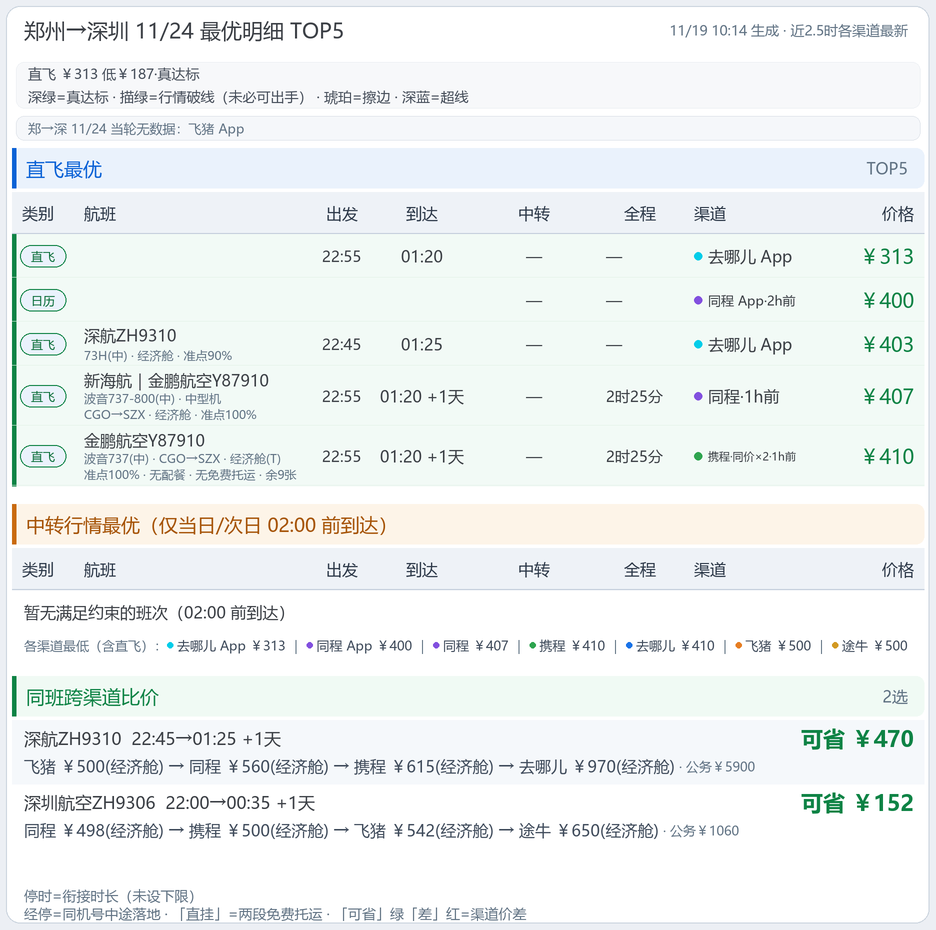 郑州→深圳 11/24 最优明细 TOP5
11/19 10:14 生成 · 近2.5时各渠道最新
直飞 ￥313 低￥187·真达标
深绿=真达标 · 描绿=行情破线（未必可出手） · 琥珀=擦边 · 深蓝=超线
郑→深 11/24 当轮无数据：飞猪 App
直飞最优 TOP5
类别 航班 出发 到达 中转 全程 渠道 价格
直飞 22:55 01:20 — — 去哪儿 App ￥313
日历 — — 同程 App·2h前 ￥400
深航ZH9310
直飞 22:45 01:25 — — 去哪儿 App ￥403
73H(中) · 经济舱 · 准点90%
新海航｜金鹏航空Y87910
直飞 波音737-800(中) · 中型机 22:55 01:20 +1天 — 2时25分 同程·1h前 ￥407
CGO→SZX · 经济舱 · 准点100%
金鹏航空Y87910
直飞 波音737(中) · CGO→SZX · 经济舱(T) 22:55 01:20 +1天 — 2时25分 携程·同价×2·1h前 ￥410
准点100% · 无配餐 · 无免费托运 · 余9张
中转行情最优（仅当日/次日 02:00 前到达）
类别 航班 出发 到达 中转 全程 渠道 价格
暂无满足约束的班次（02:00 前到达）
各渠道最低（含直飞）: 去哪儿 App ￥313 | 同程 App ￥400 | 同程 ￥407 | 携程 ￥410 | 去哪儿 ￥410 | 飞猪 ￥500 | 途牛 ￥500
同班跨渠道比价 2选
深航ZH9310 22:45→01:25 +1天 可省 ￥470
飞猪 ￥500(经济舱) → 同程 ￥560(经济舱) → 携程 ￥615(经济舱) → 去哪儿 ￥970(经济舱) · 公务￥5900
深圳航空ZH9306 22:00→00:35 +1天 可省 ￥152
同程 ￥498(经济舱) → 携程 ￥500(经济舱) → 飞猪 ￥542(经济舱) → 途牛 ￥650(经济舱) · 公务￥1060
停时=衔接时长（未设下限）
经停=同机号中途落地 · 「直挂」=两段免费托运 · 「可省」绿「差」红=渠道价差